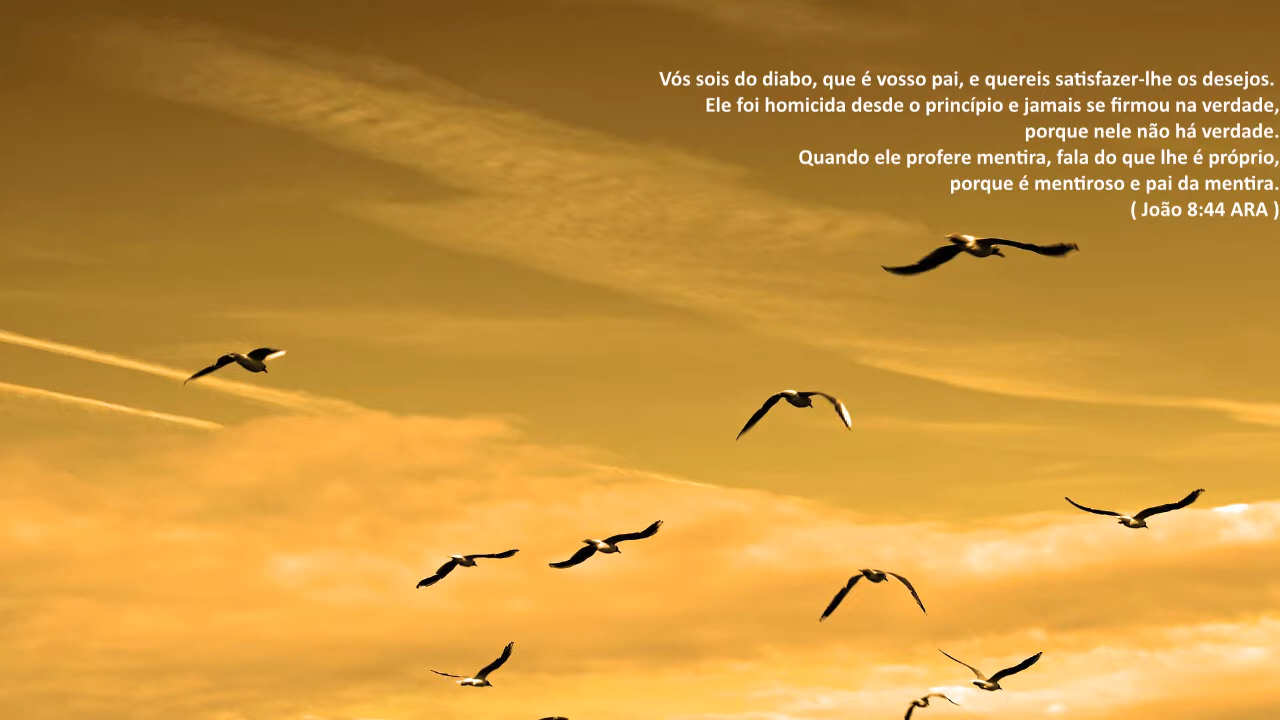 Vós sois do diabo, que é vosso pai, e quereis satisfazer-lhe os desejos.
Ele foi homicida desde o princípio e jamais se firmou na verdade,
porque nele não há verdade.
Quando ele profere mentira, fala do que lhe é próprio,
porque é mentiroso e pai da mentira.
( João 8:44 ARA )